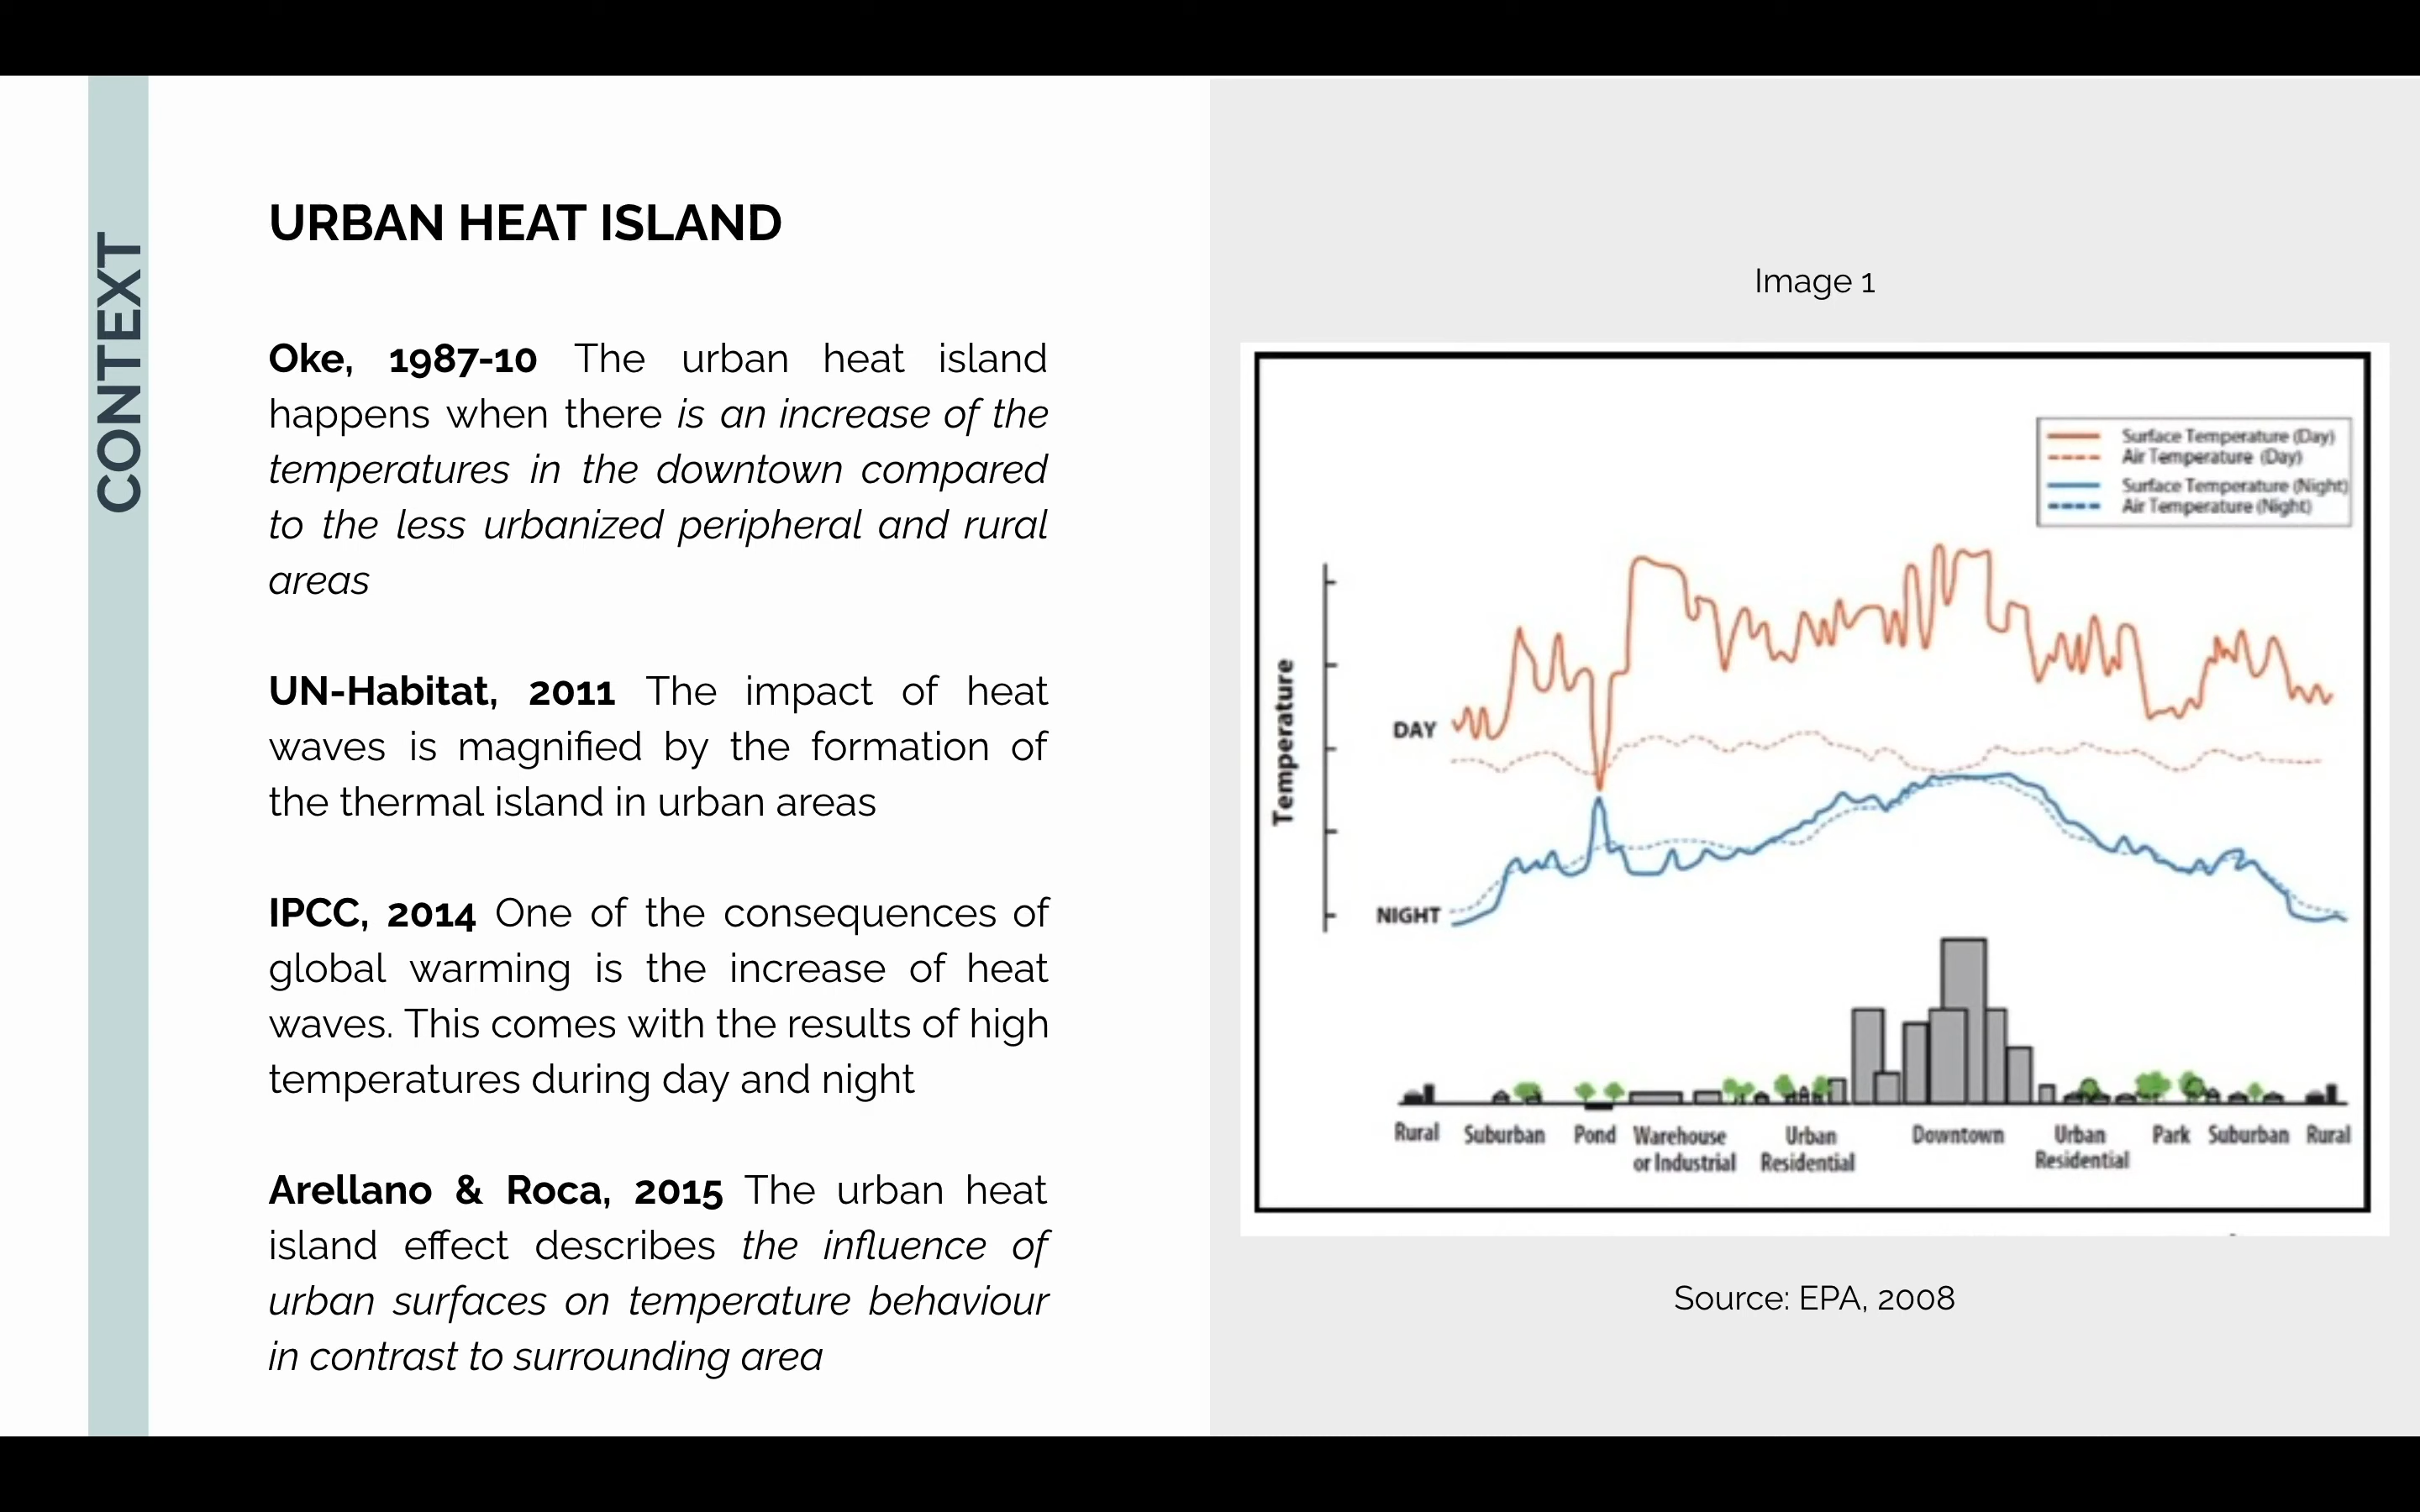 CONTEXT
URBAN HEAT ISLAND
Oke, 1987-10 The urban heat island
happens when there is an increase of the
temperatures in the downtown compared
to the less urbanized peripheral and rural
areas
UN-Habitat, 2011 The impact of heat
waves is magnified by the formation of
the thermal island in urban areas
IPCC, 2014 One of the consequences of
global warming is the increase of heat
waves. This comes with the results of high
temperatures during day and night
Arellano & Roca, 2015 The urban heat
island effect describes the influence of
urban surfaces on temperature behaviour
in contrast to surrounding area
Image 1
Surface Temperature (Day)
Air Temperature (Day)
Surface Temperature (Night)
Air Temperature (Night)
Temperature
DAY
NIGHT
Rural Suburban Pond Warehouse Urban Downtown Urban Park Suburban Rural
or Industrial Residential Residential
Source: EPA, 2008